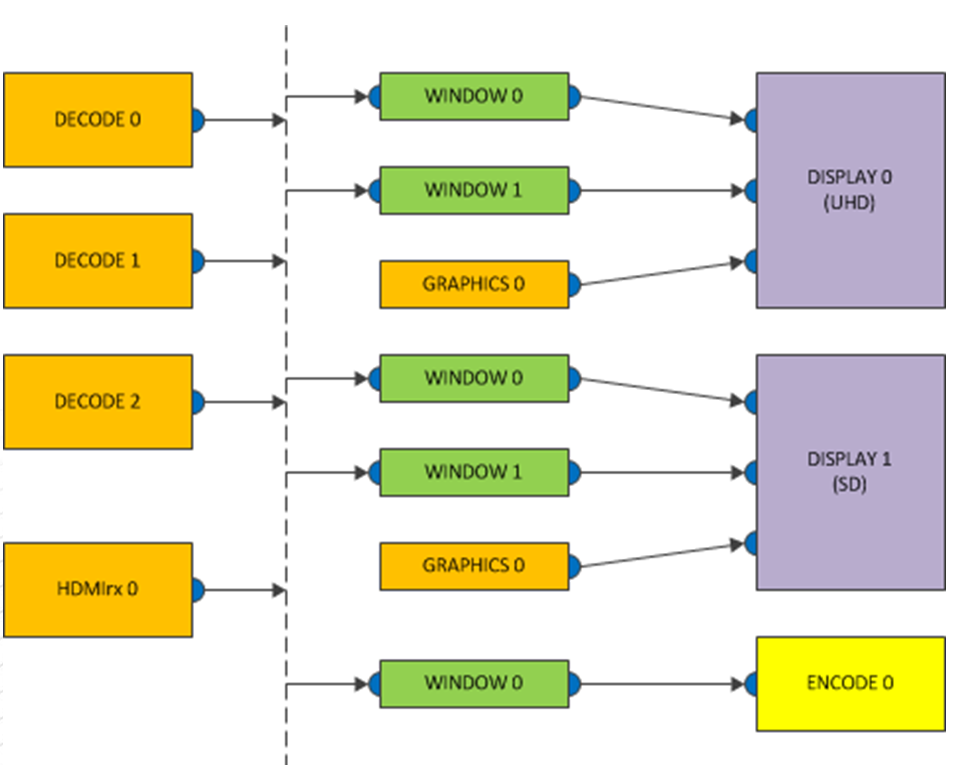 DECODE 0
DECODE 1
DECODE 2
HDMIrx 0
WINDOW 0
WINDOW 1
GRAPHICS 0
WINDOW 0
WINDOW 1
GRAPHICS 0
WINDOW 0
DISPLAY 0
(UHD)
DISPLAY 1
(SD)
ENCODE 0